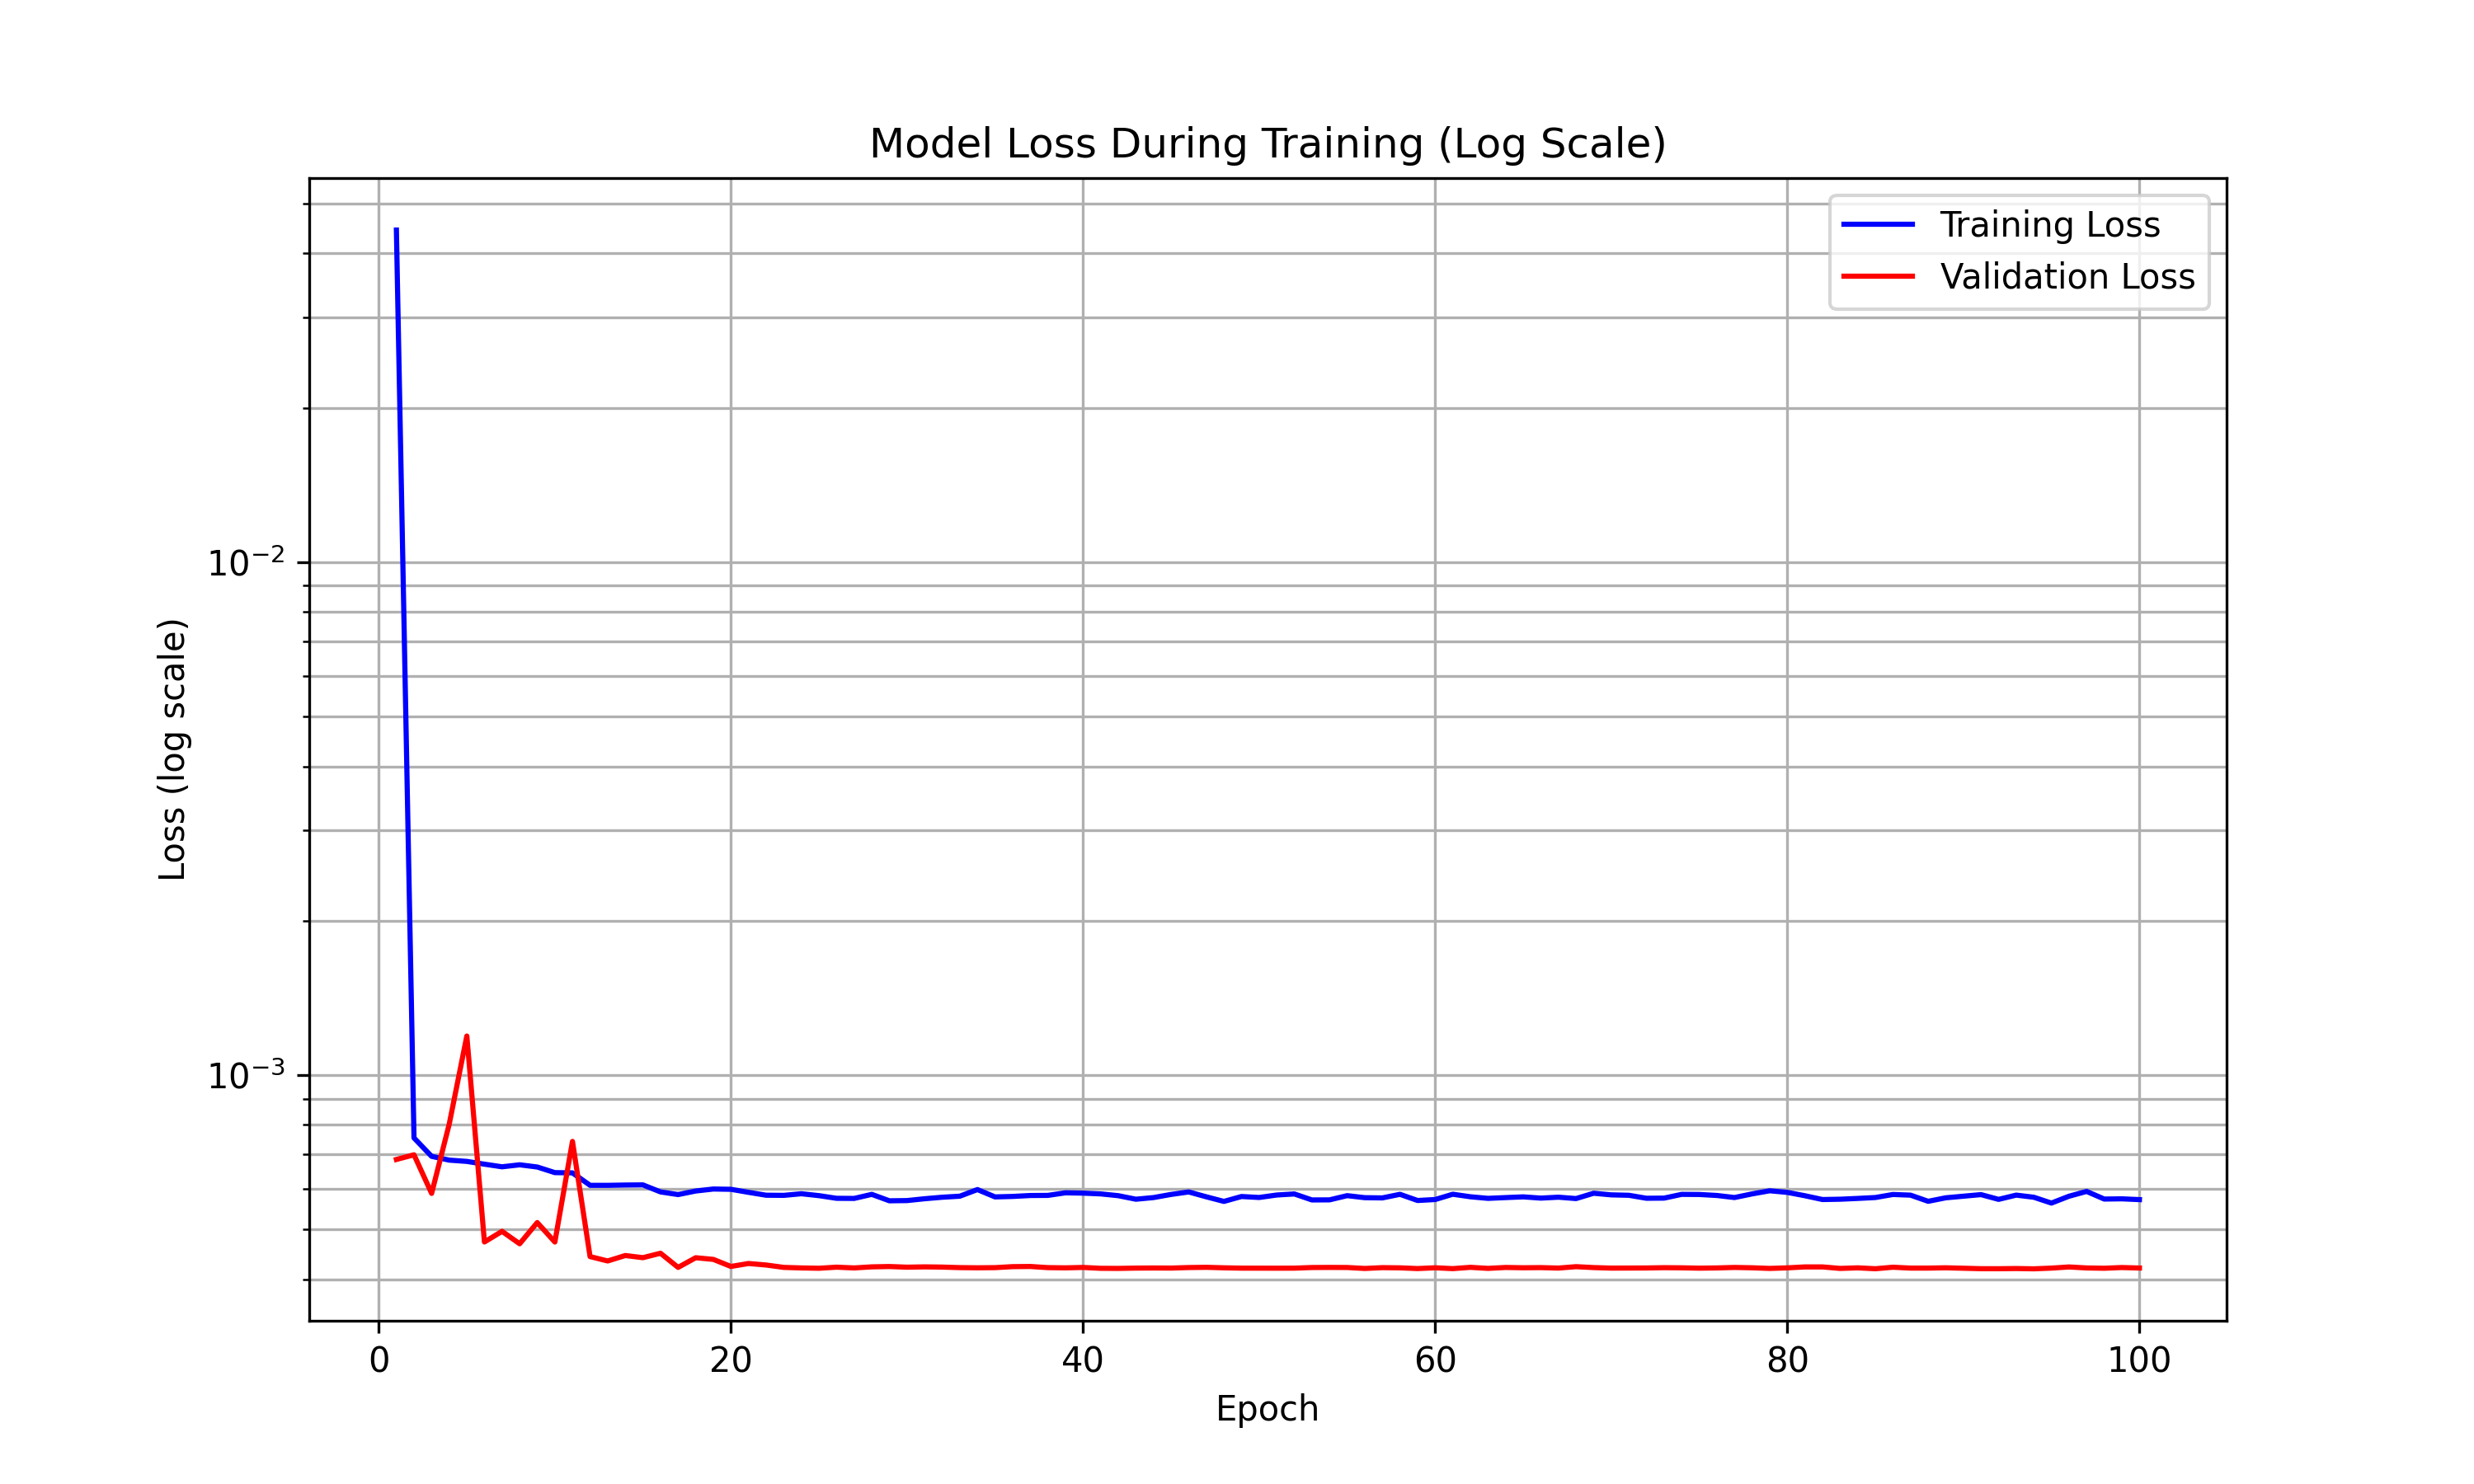 Model Loss During Training (Log Scale)
Training Loss
Validation Loss
10⁻²
10⁻³
Loss (log scale)
0 20 40 60 80 100
Epoch